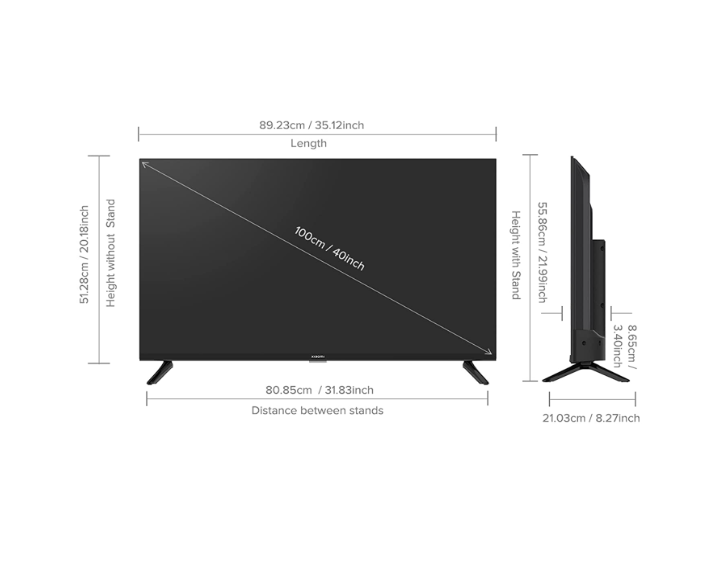 89.23cm / 35.12inch
Length
51.28cm / 20.18inch
Height without Stand
100cm / 40inch
Height with Stand
55.86cm / 21.99inch
8.65cm /
3.40inch
80.85cm / 31.83inch
Distance between stands
21.03cm / 8.27inch